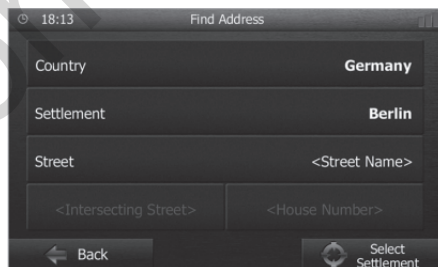 18:13 Find Address
Country Germany
Settlement Berlin
Street <Street Name>
<Intersecting Street> <House Number>
Back Select Settlement